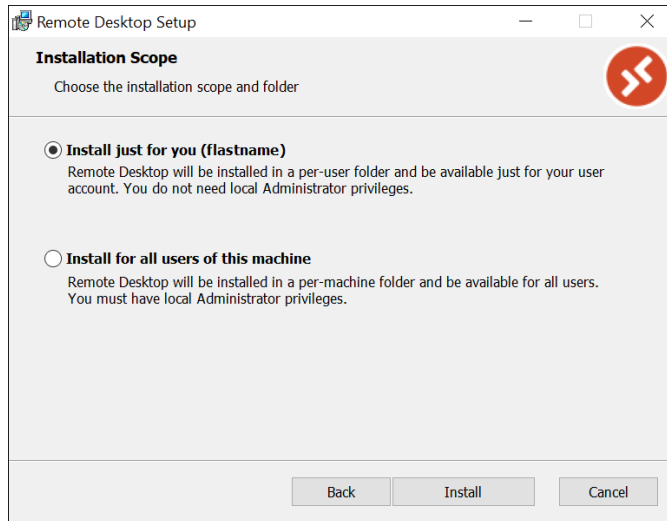 Remote Desktop Setup
Installation Scope
Choose the installation scope and folder
Install just for you (flastname)
Remote Desktop will be installed in a per-user folder and be available just for your user
account. You do not need local Administrator privileges.
Install for all users of this machine
Remote Desktop will be installed in a per-machine folder and be available for all users.
You must have local Administrator privileges.
Back
Install
Cancel